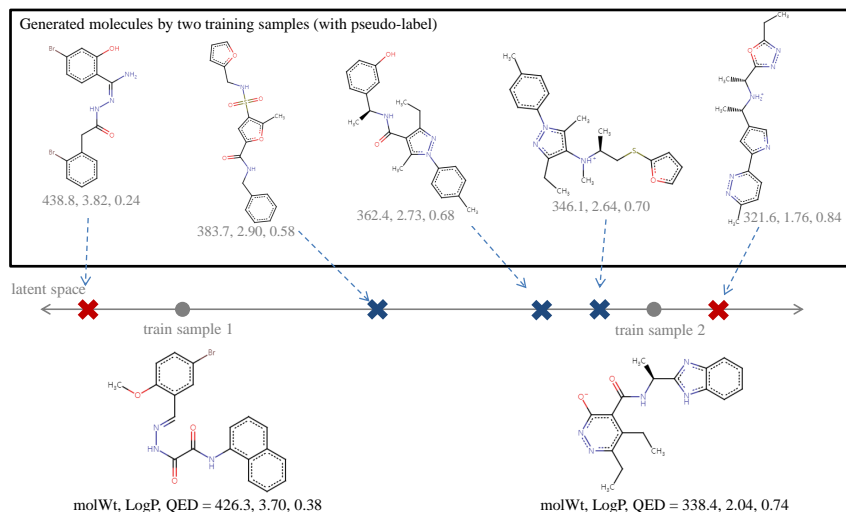 Generated molecules by two training samples (with pseudo-label)
438.8, 3.82, 0.24
383.7, 2.90, 0.58
362.4, 2.73, 0.68
346.1, 2.64, 0.70
321.6, 1.76, 0.84
latent space
train sample 1
train sample 2
molWt, LogP, QED = 426.3, 3.70, 0.38
molWt, LogP, QED = 338.4, 2.04, 0.74